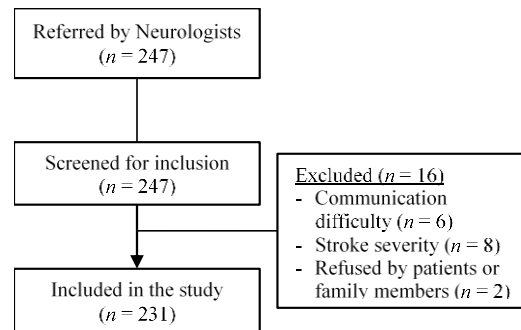 Referred by Neurologists
(n = 247)
Screened for inclusion
(n = 247)
Excluded (n = 16)
- Communication
difficulty (n = 6)
- Stroke severity (n = 8)
- Refused by patients or
family members (n = 2)
Included in the study
(n = 231)